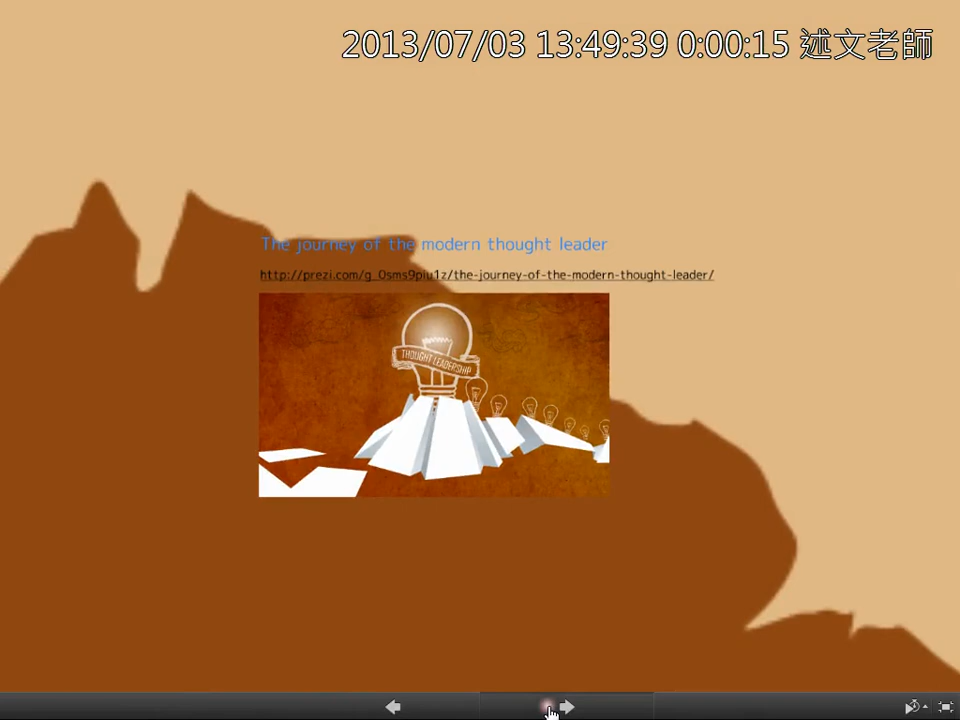 2013/07/03 13:49:39 0:00:15 述文老師
The journey of the modern thought leader
http://prezi.com/g_0sms9piu1z/the-journey-of-the-modern-thought-leader/
THOUGHT LEADERSHIP